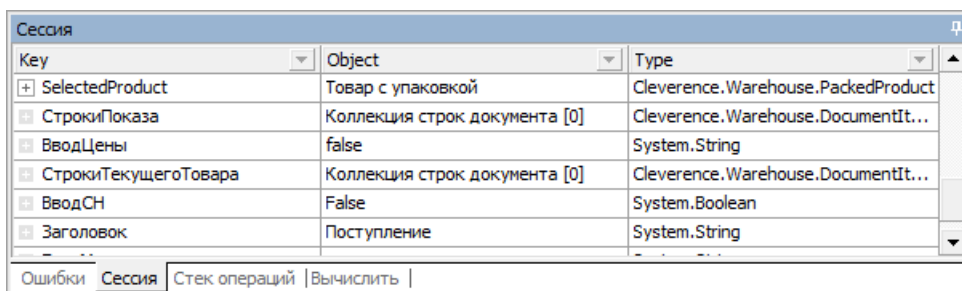 Сессия
Key Object Type
SelectedProduct Товар с упаковкой Cleverence.Warehouse.PackedProduct
СтрокиПоказа Коллекция строк документа [0] Cleverence.Warehouse.DocumentIt...
ВводЦены false System.String
СтрокиТекущегоТовара Коллекция строк документа [0] Cleverence.Warehouse.DocumentIt...
ВводСН False System.Boolean
Заголовок Поступление System.String
Ошибки Сессия Стек операций Вычислить